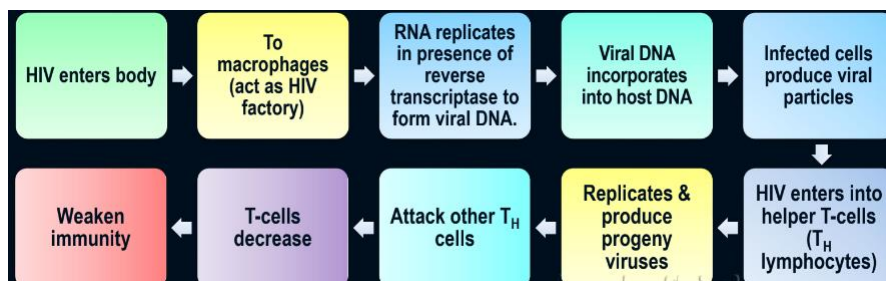 HIV enters body
To
macrophages
(act as HIV
factory)
RNA replicates
in presence of
reverse
transcriptase to
form viral DNA.
Viral DNA
incorporates
into host DNA
Infected cells
produce viral
particles
HIV enters into
helper T-cells
(TH
lymphocytes)
Replicates &
produce
progeny
viruses
Attack other TH
cells
T-cells
decrease
Weaken
immunity